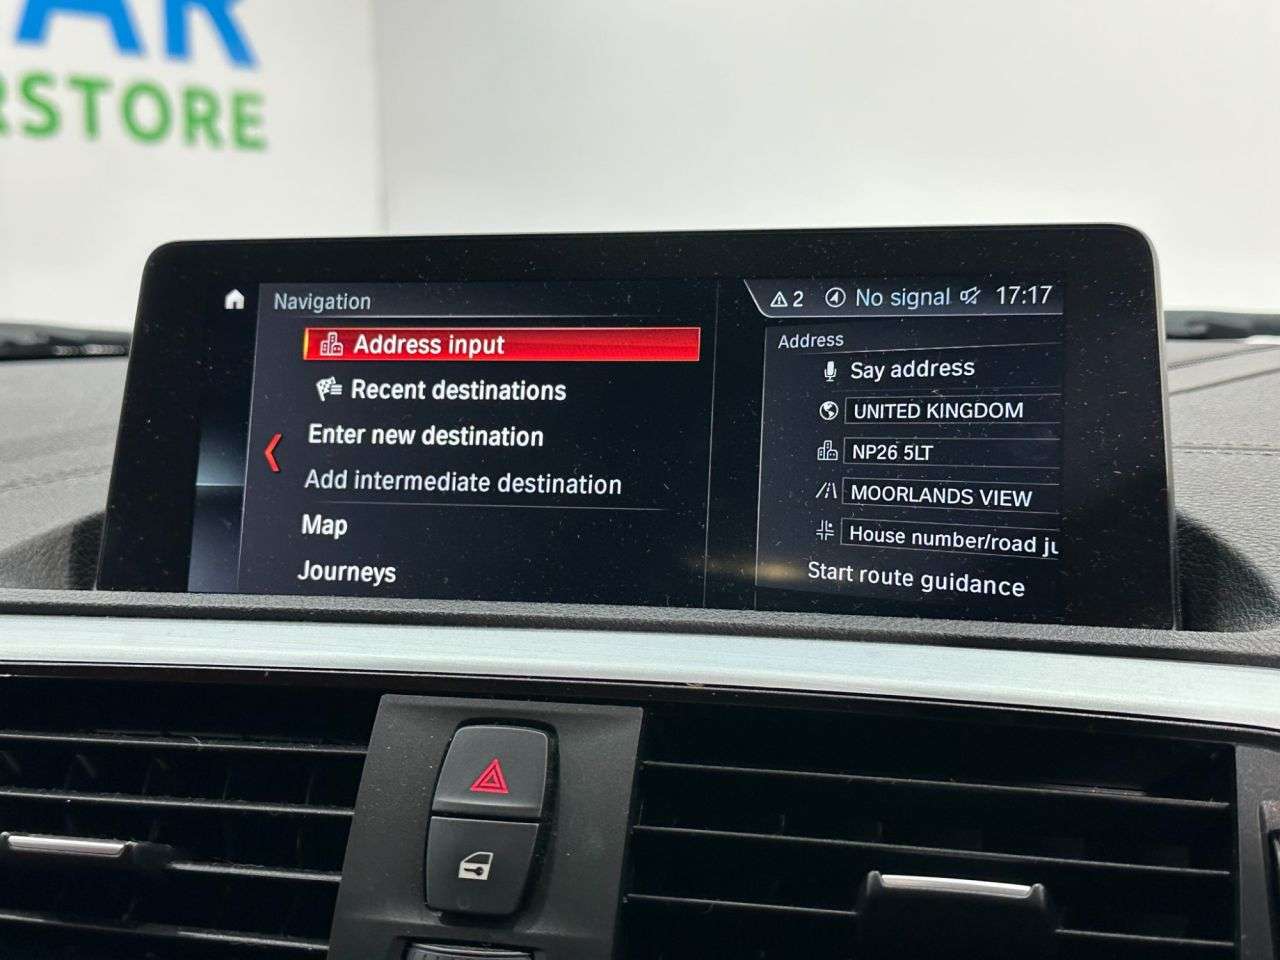 AR
RSTORE
Navigation
2 No signal 17:17
Address input
Recent destinations
Enter new destination
Add intermediate destination
Map
Journeys
Address
Say address
UNITED KINGDOM
NP26 5LT
MOORLANDS VIEW
House number/road ju
Start route guidance